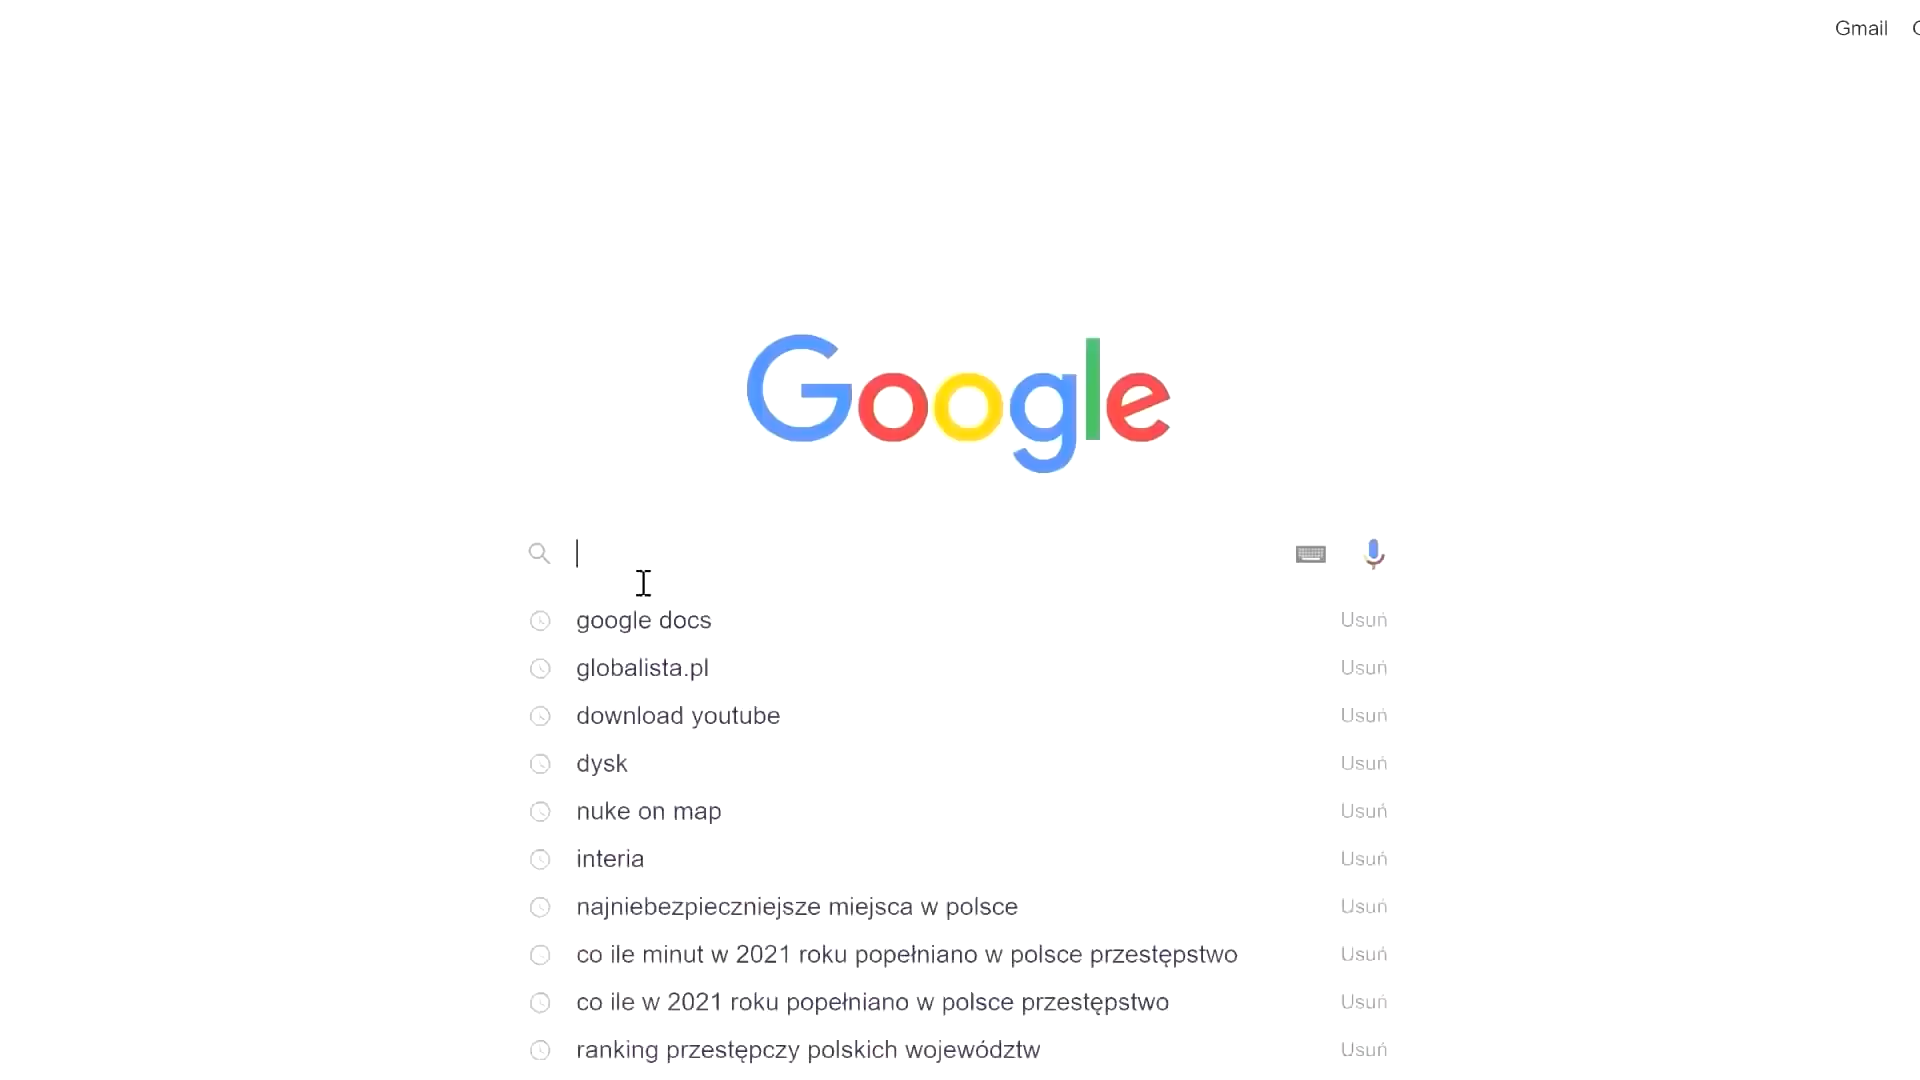 Gmail
Google
google docs Usuń
globalista.pl Usuń
download youtube Usuń
dysk Usuń
nuke on map Usuń
interia Usuń
najniebezpieczniejsze miejsca w polsce Usuń
co ile minut w 2021 roku popełniano w polsce przestępstwo Usuń
co ile w 2021 roku popełniano w polsce przestępstwo Usuń
ranking przestępczy polskich województw Usuń